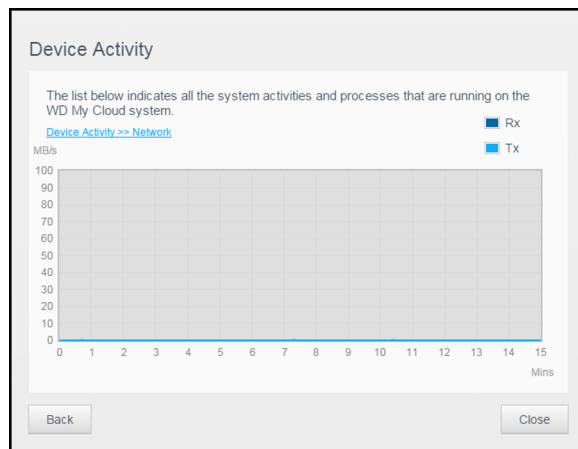 Device Activity
The list below indicates all the system activities and processes that are running on the
WD My Cloud system.
Rx
Device Activity >> Network
Tx
MB/s
100
90
80
70
60
50
40
30
20
10
0
0 1 2 3 4 5 6 7 8 9 10 11 12 13 14 15
Mins
Back Close